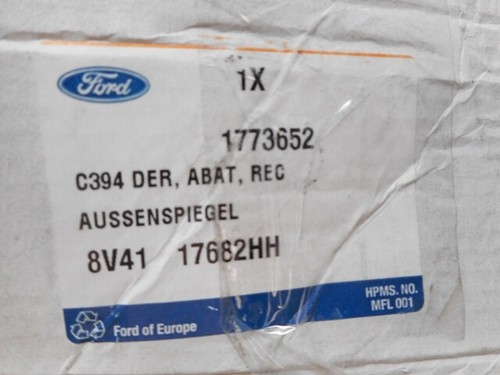 Ford
1X
1773652
C394 DER, ABAT, REC
AUSSENSPIEGEL
8V41 17682HH
HPMS. NO.
MFL 001
Ford of Europe